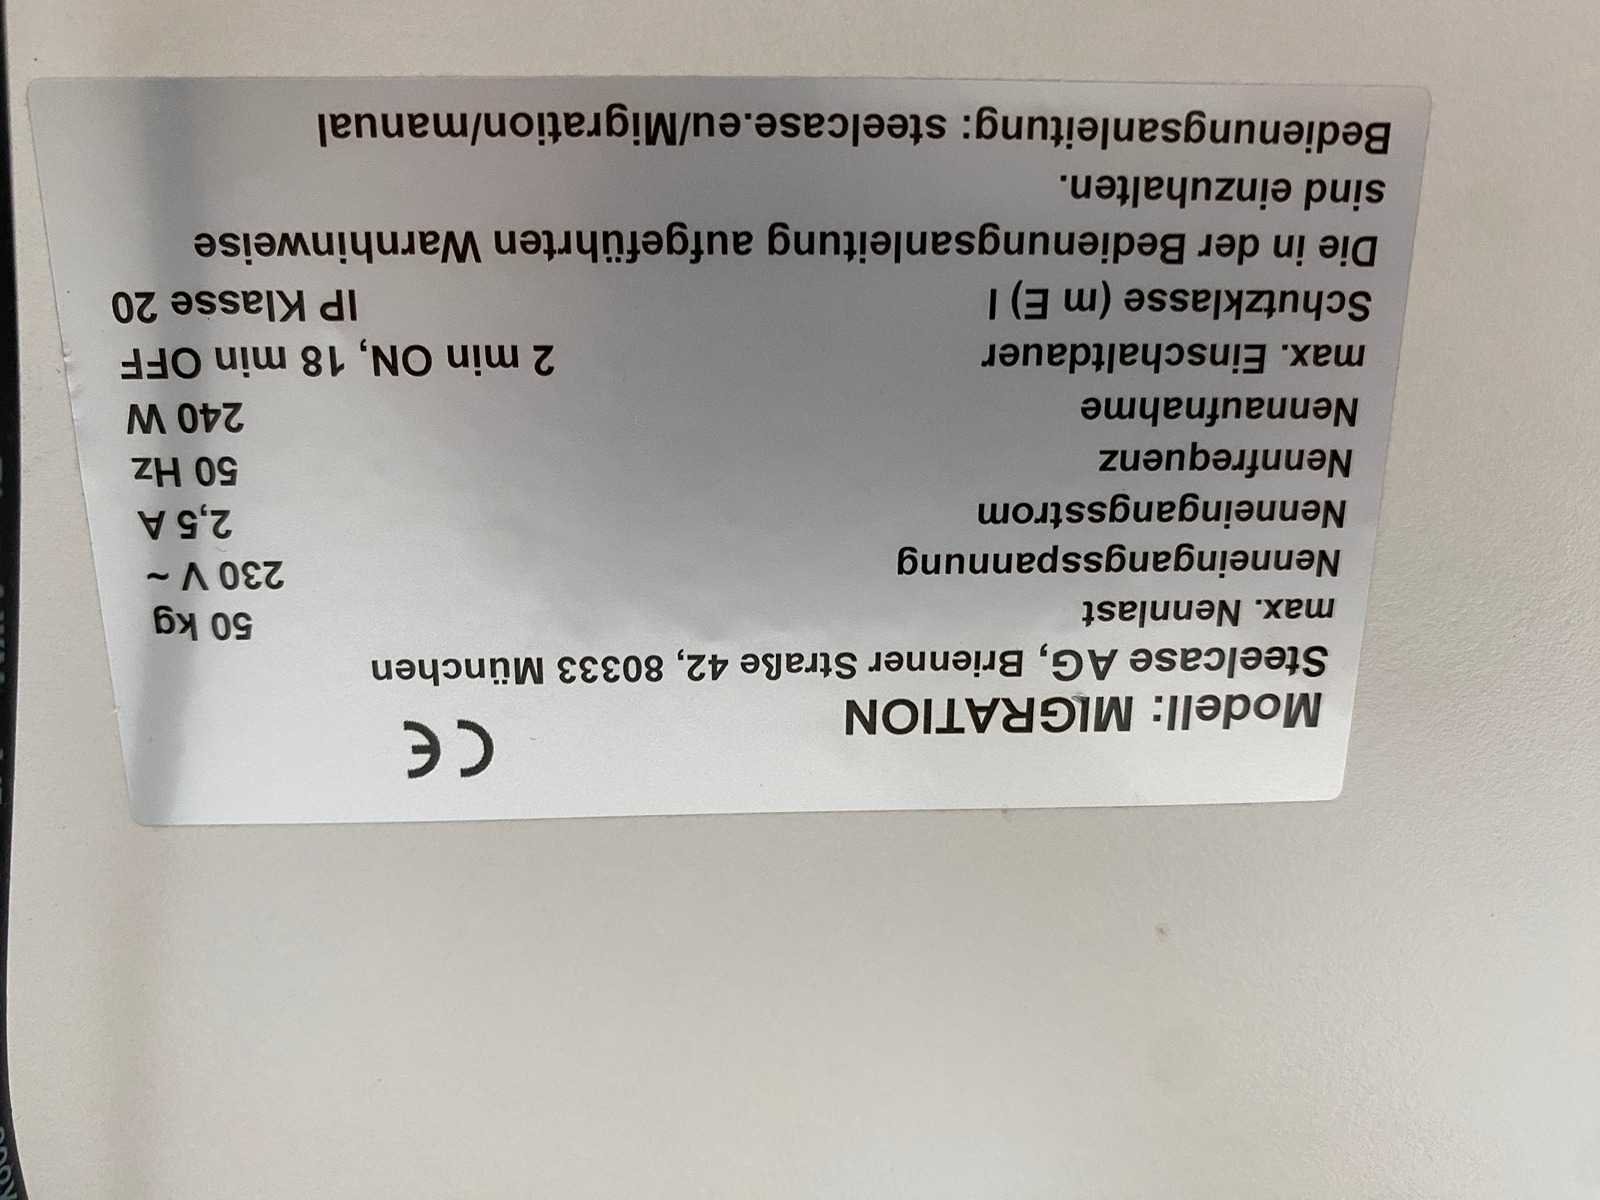 Modell: MIGRATION
CE
Steelcase AG, Brienner Straße 42, 80333 München
max. Nennlast 50 kg
Nenneingangsspannung 230 V ~
Nenneingangsstrom 2,5 A
Nennfrequenz 50 Hz
Nennaufnahme 240 W
max. Einschaltdauer 2 min ON, 18 min OFF
Schutzklasse (m E) I IP Klasse 20
Die in der Bedienungsanleitung aufgeführten Warnhinweise
sind einzuhalten.
Bedienungsanleitung: steelcase.eu/Migration/manual